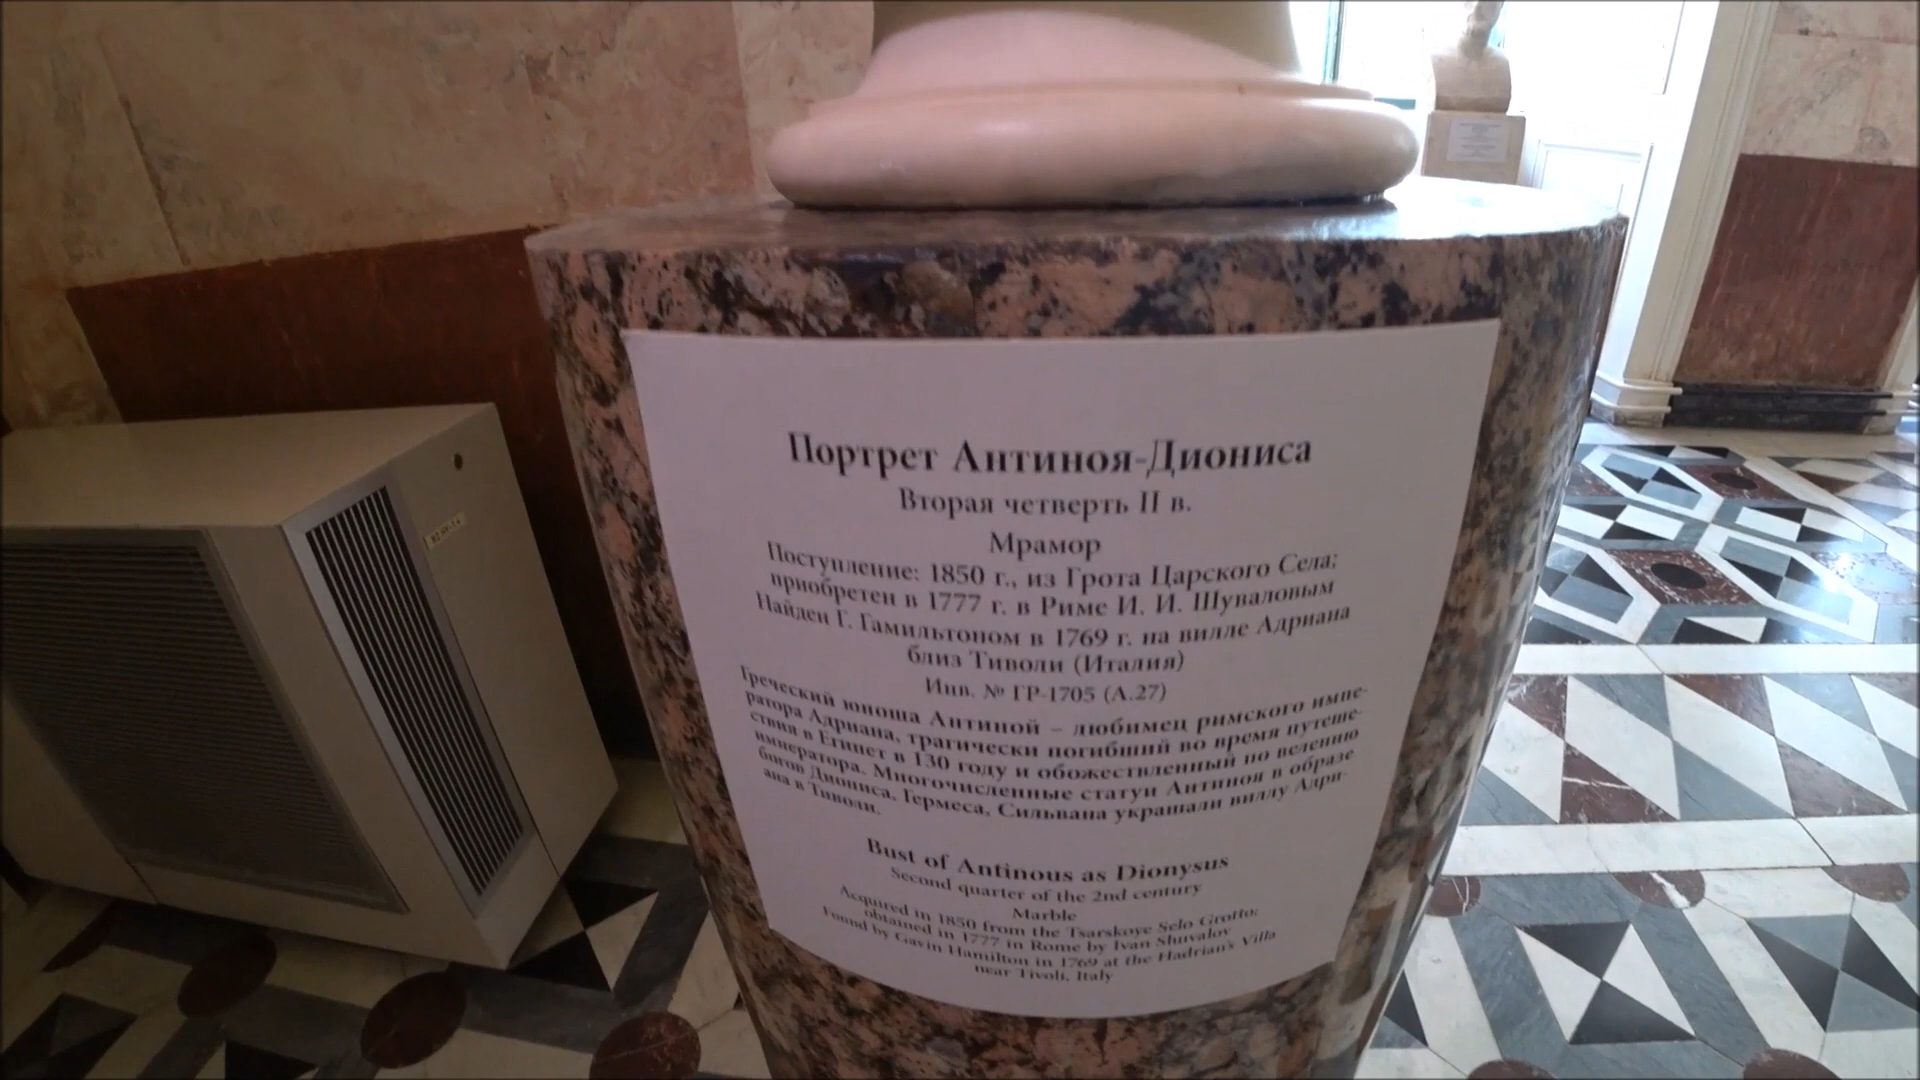 Портрет Антиноя-Диониса
Вторая четверть II в.
Мрамор
Поступление: 1850 г., из Грота Царского Села;
приобретен в 1777 г. в Риме И. И. Шуваловым
Найден Г. Гамильтоном в 1769 г. на вилле Адриана
близ Тиволи (Италия)
Инв. № ГР-1705 (А.27)
Греческий юноша Антиной – любимец римского импе-
ратора Адриана, трагически погибший во время путеше-
ствия в Египет в 130 году и обожествленный по велению
императора. Многочисленные статуи Антиноя в образе
богов Диониса, Гермеса, Сильвана украшали виллу Адри-
ана в Тиволи.
Bust of Antinous as Dionysus
Second quarter of the 2nd century
Marble
Acquired in 1850 from the Tsarskoye Selo Grotto;
obtained in 1777 in Rome by Ivan Shuvalov
Found by Gavin Hamilton in 1769 at the Hadrian's Villa
near Tivoli, Italy